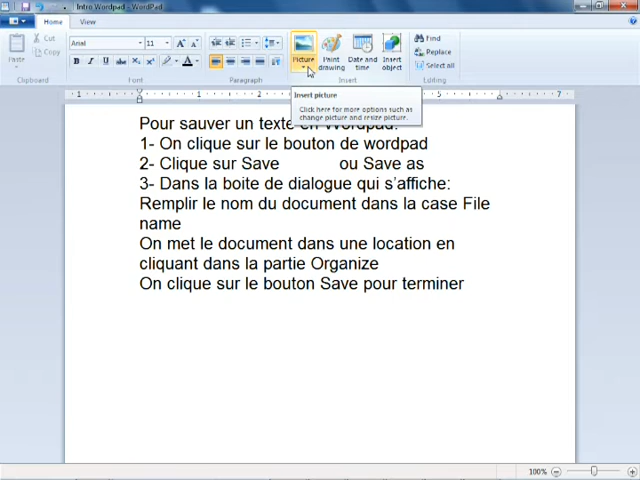 Intro Wordpad - WordPad
Home View
Cut
Copy
Paste
Clipboard
Arial 11
Font
Paragraph
Picture
Paint drawing
Date and time
Insert object
Insert
Find
Replace
Select all
Editing
Insert picture
Click here for more options such as
change picture and resize picture.
1 1 2 5 7
Pour sauver un texte en Wordpad:
1- On clique sur le bouton de wordpad
2- Clique sur Save ou Save as
3- Dans la boite de dialogue qui s'affiche:
Remplir le nom du document dans la case File
name
On met le document dans une location en
cliquant dans la partie Organize
On clique sur le bouton Save pour terminer
100%